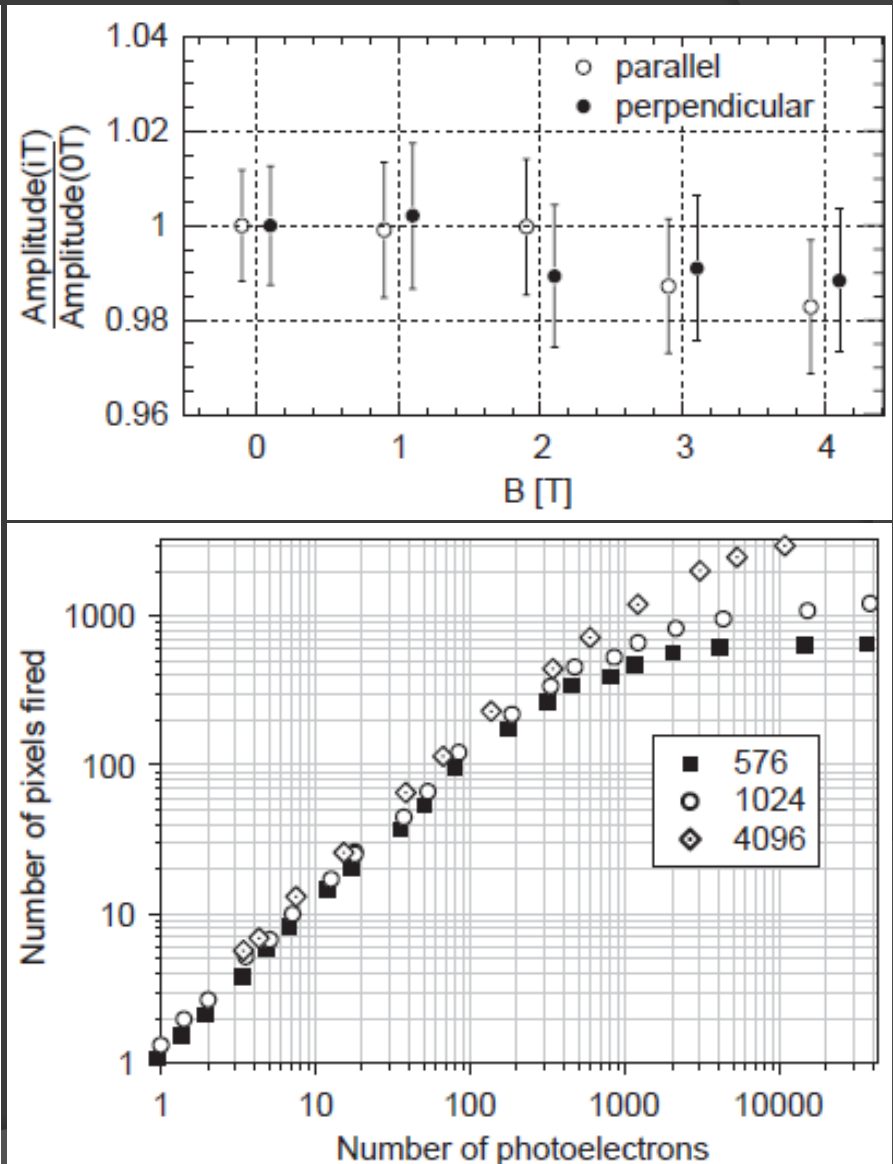 1.04
1.02
1
0.98
0.96
Amplitude(iT)
Amplitude(0T)
parallel
perpendicular
0 1 2 3 4
B [T]
1000
100
10
1
Number of pixels fired
576
1024
4096
1 10 100 1000 10000
Number of photoelectrons